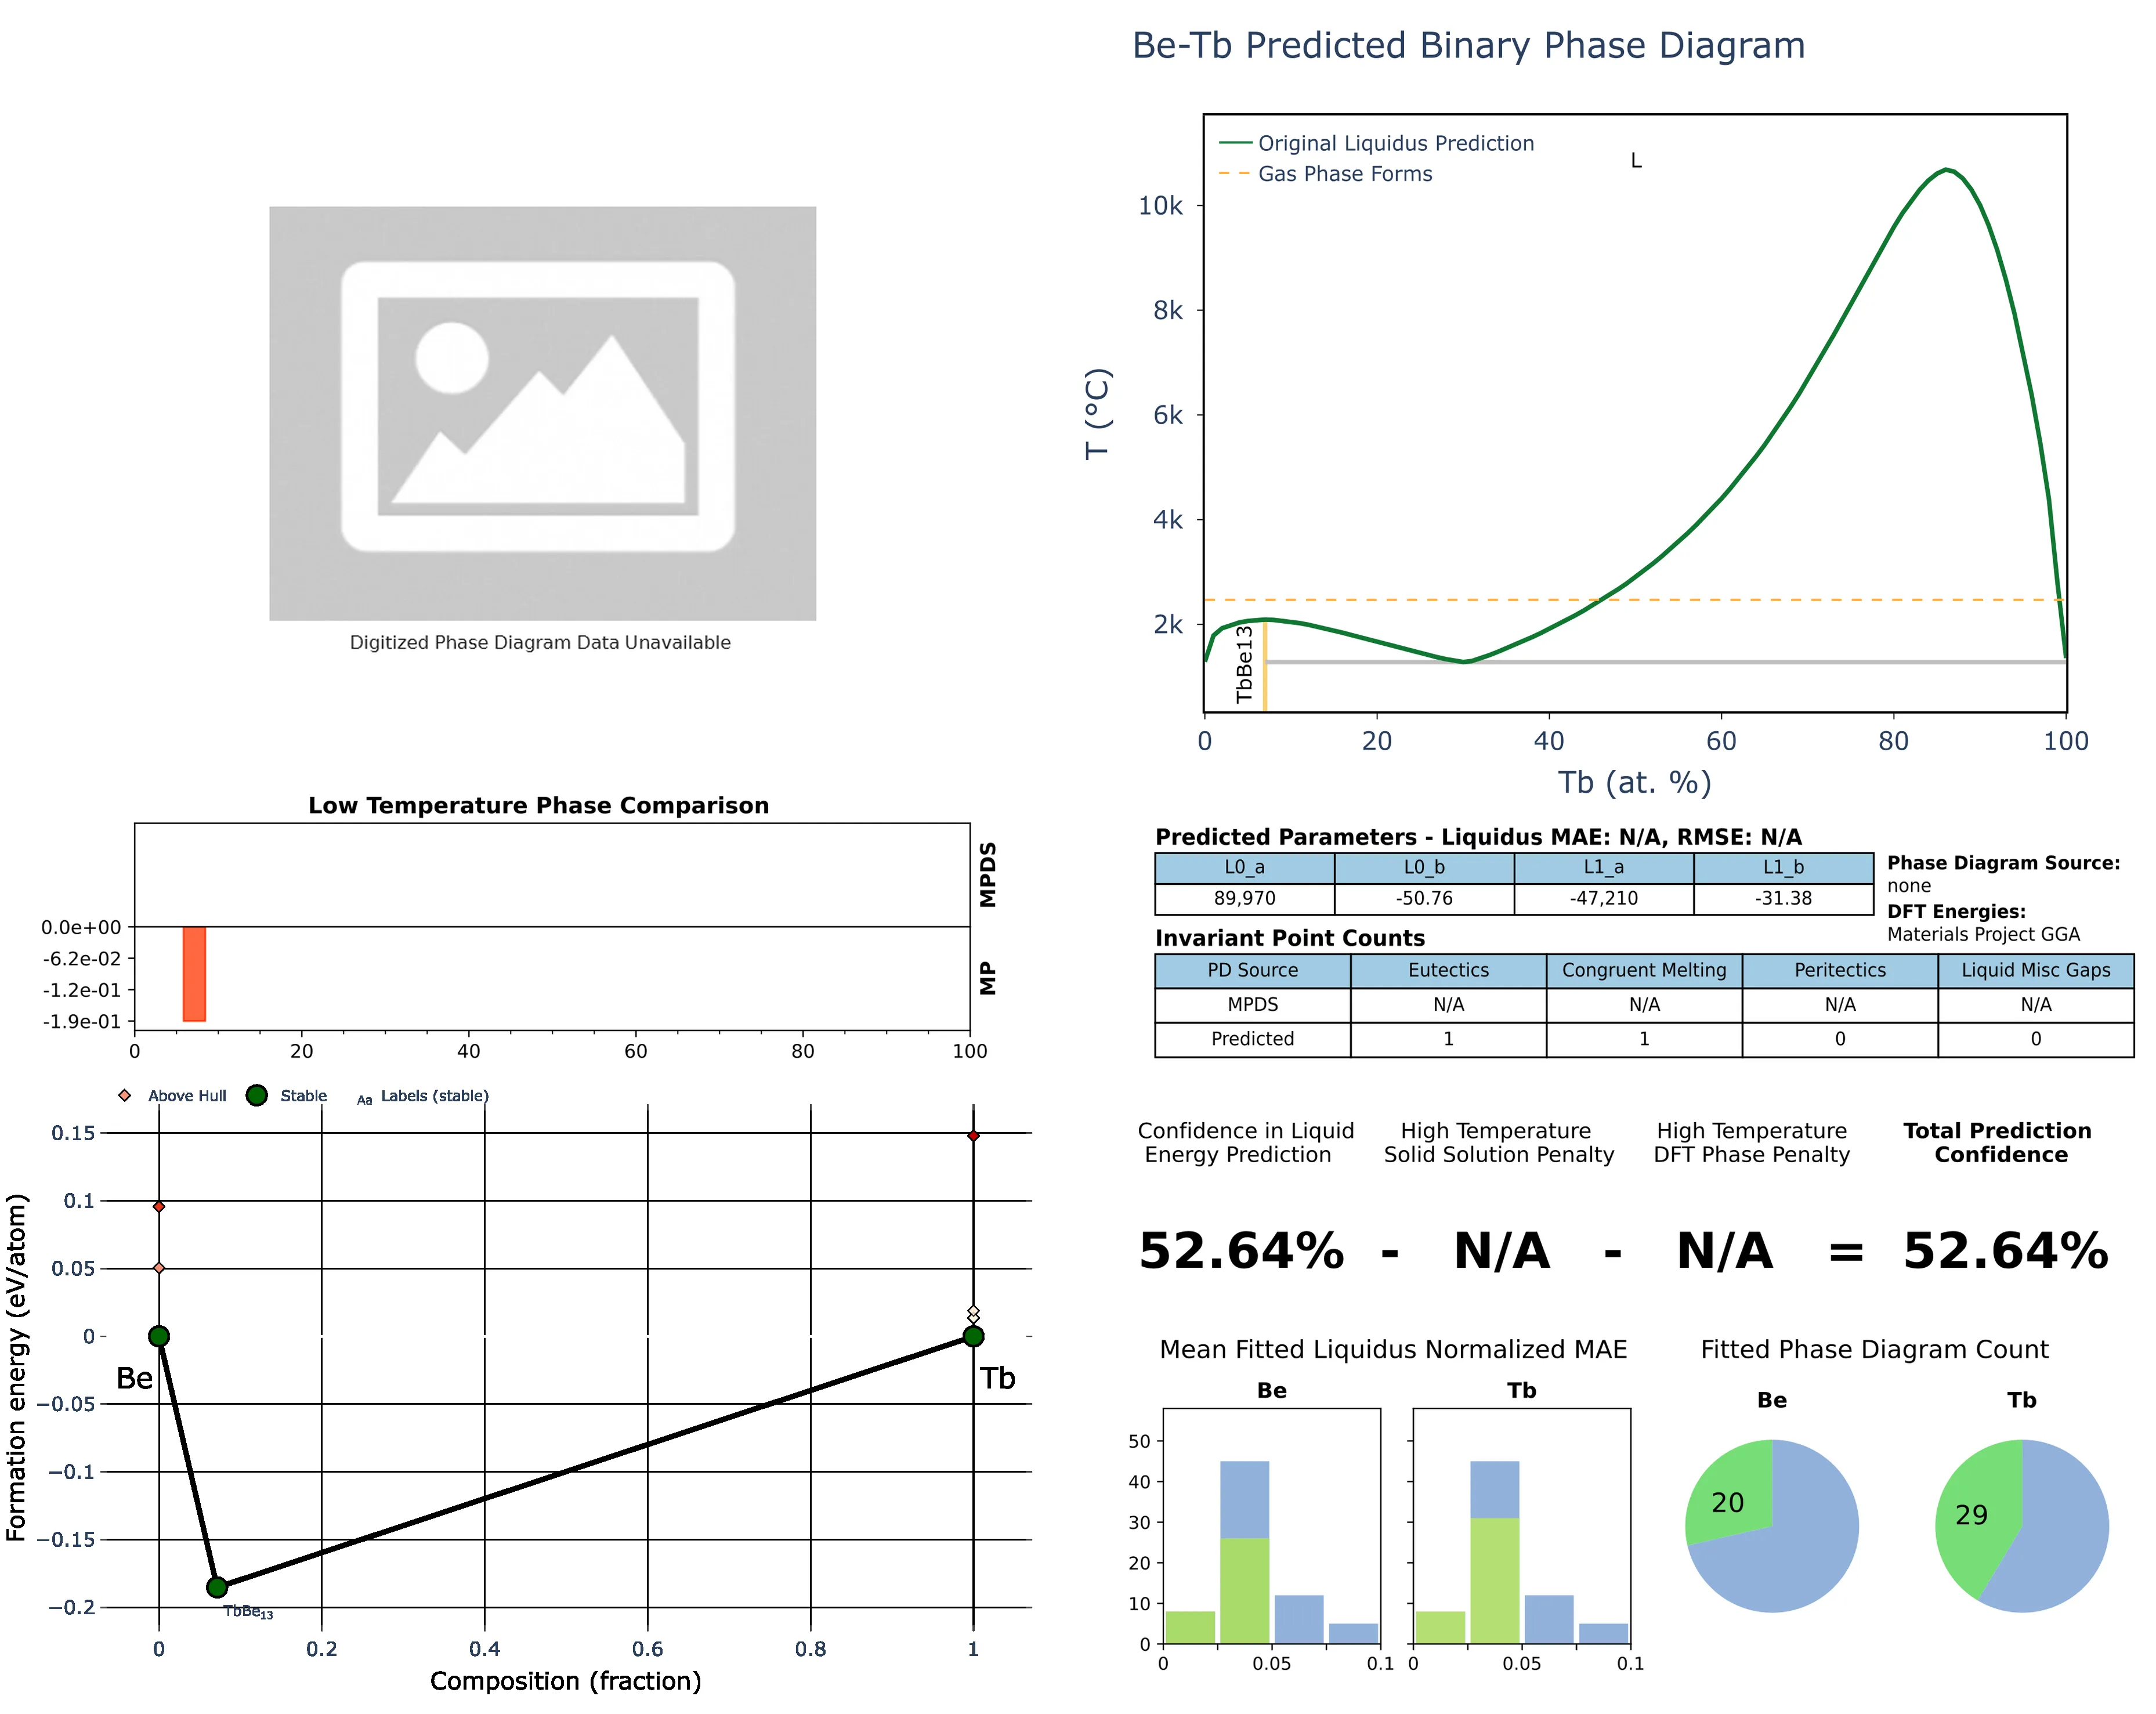 Be-Tb Predicted Binary Phase Diagram
Original Liquidus Prediction
Gas Phase Forms
L
10k
8k
6k
4k
2k
T (°C)
TbBe13
0 20 40 60 80 100
Tb (at. %)
Digitized Phase Diagram Data Unavailable
Low Temperature Phase Comparison
MPDS
MP
0.0e+00
-6.2e-02
-1.2e-01
-1.9e-01
0 20 40 60 80 100
Predicted Parameters - Liquidus MAE: N/A, RMSE: N/A
L0_a L0_b L1_a L1_b
89,970 -50.76 -47,210 -31.38
Phase Diagram Source:
none
DFT Energies:
Materials Project GGA
Invariant Point Counts
PD Source Eutectics Congruent Melting Peritectics Liquid Misc Gaps
MPDS N/A N/A N/A N/A
Predicted 1 1 0 0
Above Hull Stable Aa Labels (stable)
0.15
0.1
0.05
0
−0.05
−0.1
−0.15
−0.2
Formation energy (eV/atom)
Be
Tb
TbBe13
0 0.2 0.4 0.6 0.8 1
Composition (fraction)
Confidence in Liquid
Energy Prediction
High Temperature
Solid Solution Penalty
High Temperature
DFT Phase Penalty
Total Prediction
Confidence
52.64% - N/A - N/A = 52.64%
Mean Fitted Liquidus Normalized MAE
Be Tb
50
40
30
20
10
0
0 0.05 0.1 0 0.05 0.1
Fitted Phase Diagram Count
Be Tb
20 29